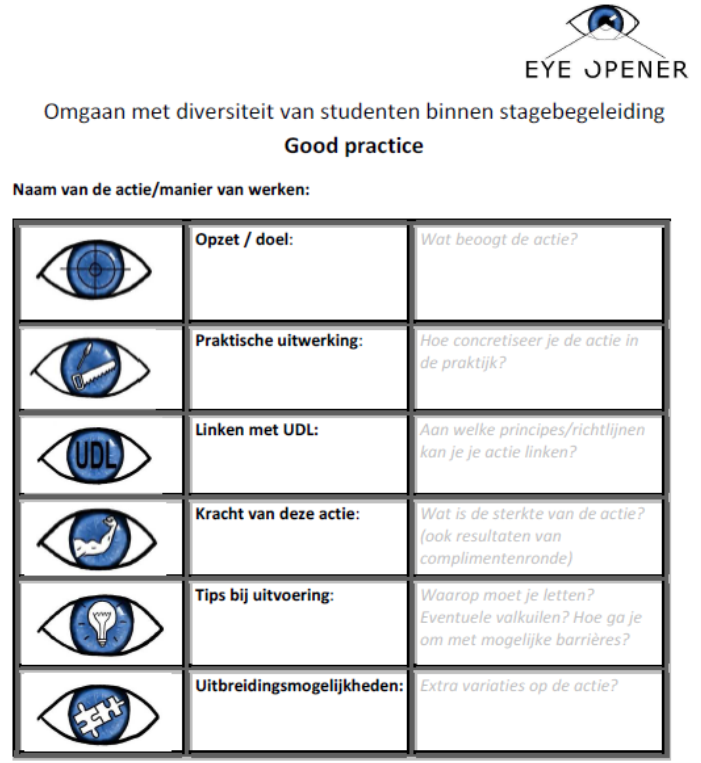 EYE OPENER
Omgaan met diversiteit van studenten binnen stagebegeleiding
Good practice
Naam van de actie/manier van werken:
Opzet / doel:
Wat beoogt de actie?
Praktische uitwerking:
Hoe concretiseer je de actie in
de praktijk?
UDL
Linken met UDL:
Aan welke principes/richtlijnen
kan je je actie linken?
Kracht van deze actie:
Wat is de sterkte van de actie?
(ook resultaten van
complimentenronde)
Tips bij uitvoering:
Waarop moet je letten?
Eventuele valkuilen? Hoe ga je
om met mogelijke barrières?
Uitbreidingsmogelijkheden:
Extra variaties op de actie?